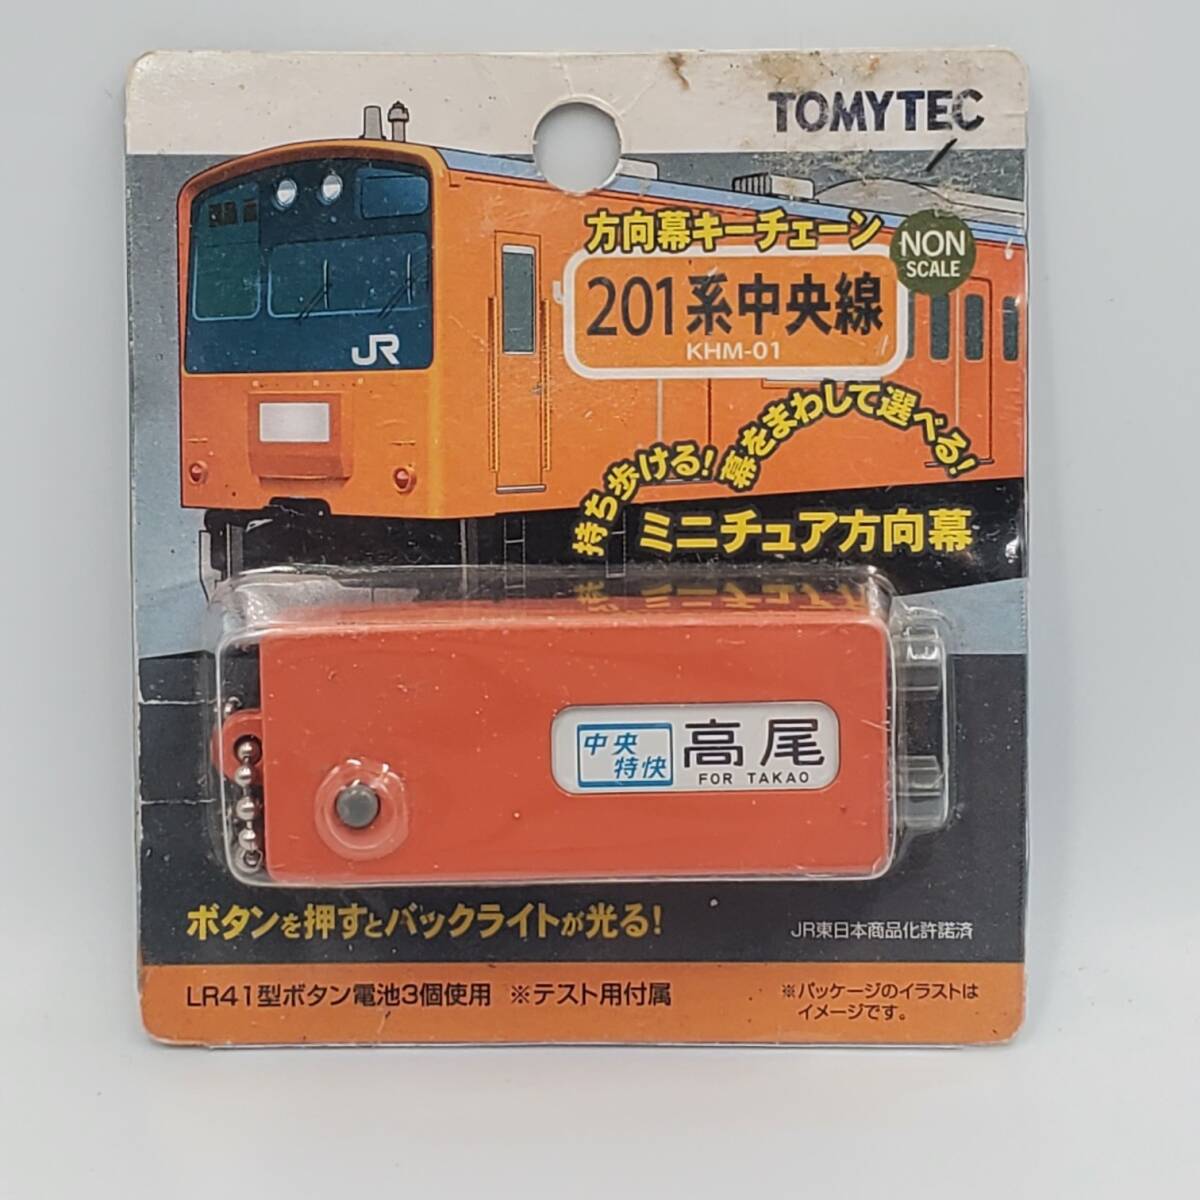 TOMYTEC
方向幕キーチェーン
NON
SCALE
201系中央線
KHM-01
JR
持ち歩ける!幕をまわして選べる!
ミニチュア方向幕
中央
特快
高尾
FOR TAKAO
ボタンを押すとバックライトが光る!
JR東日本商品化許諾済
LR41型ボタン電池3個使用 ※テスト用付属
※パッケージのイラストは
イメージです。